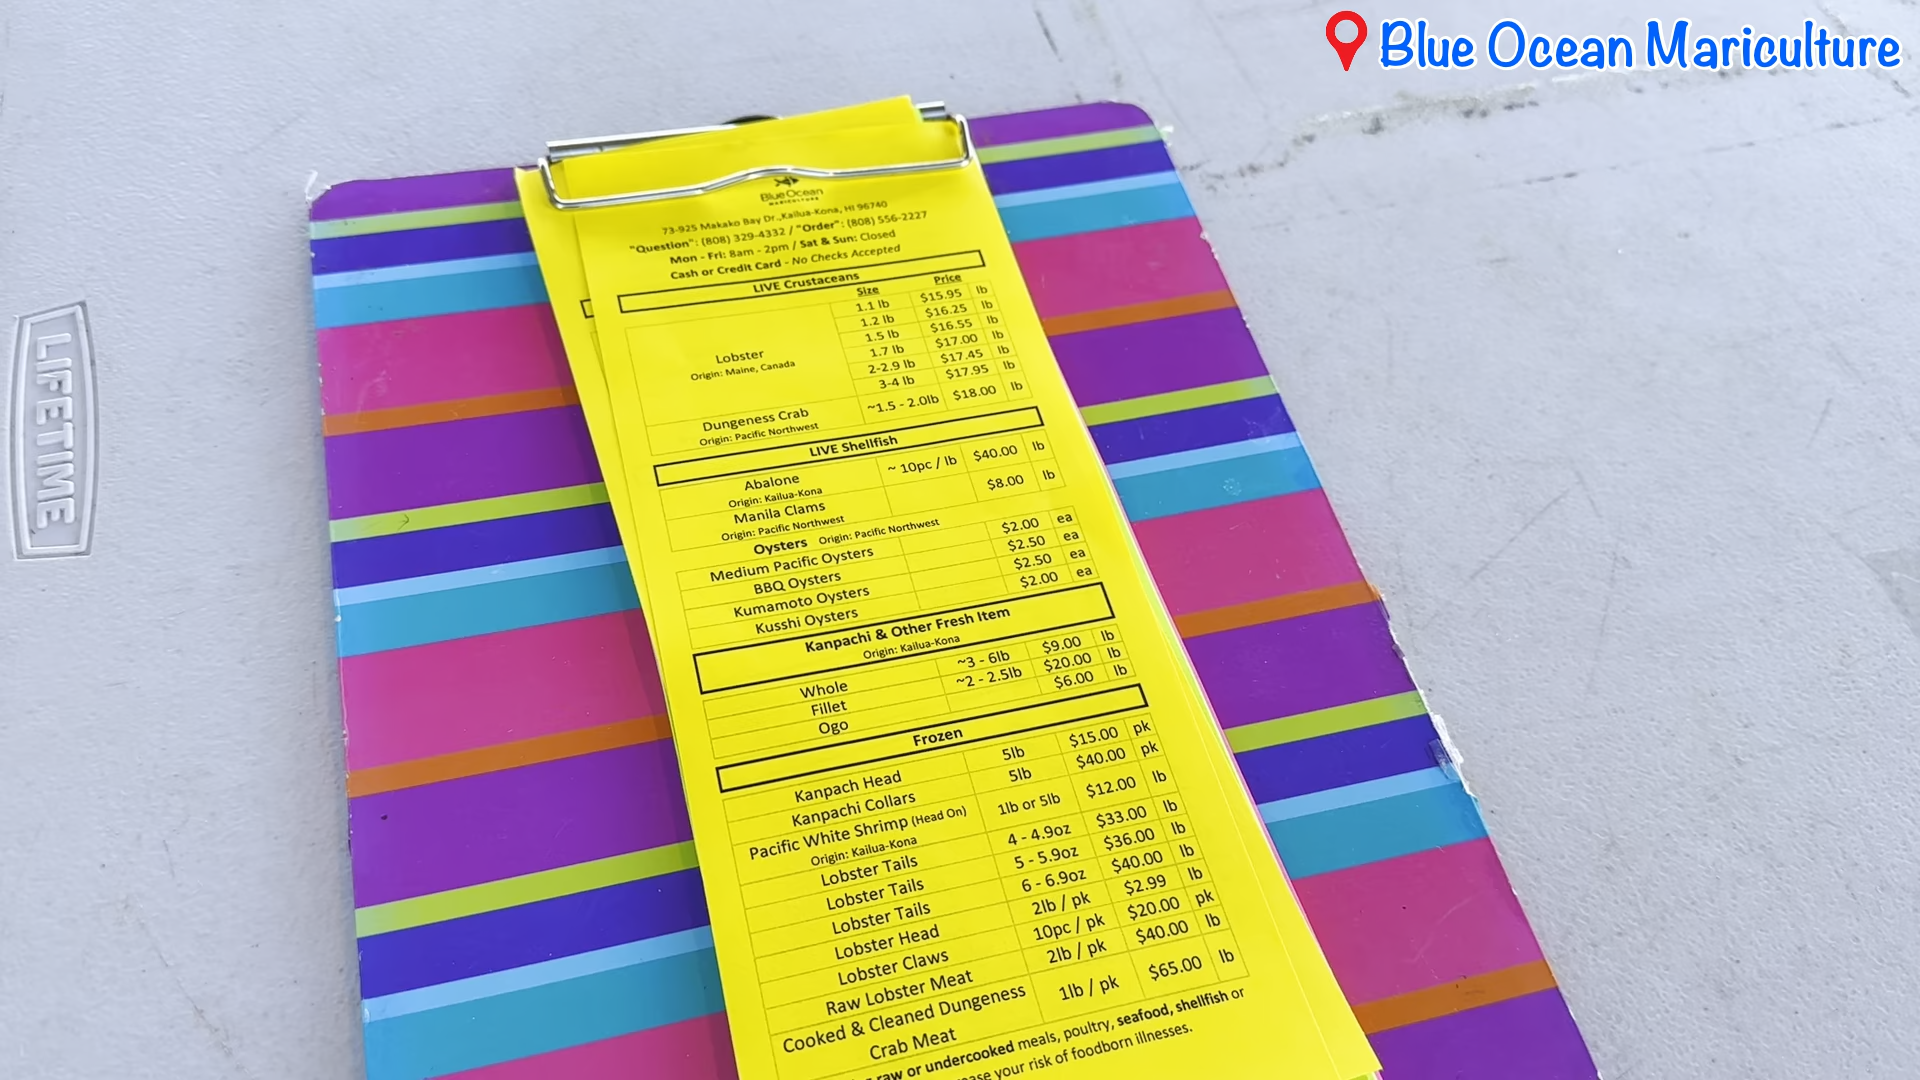 Blue Ocean Mariculture
LIFETIME
Blue Ocean
MARICULTURE
73-925 Makako Bay Dr.,Kailua-Kona, HI 96740
"Question": (808) 329-4332 / "Order": (808) 556-2227
Mon - Fri: 8am - 2pm / Sat & Sun: Closed
Cash or Credit Card - No Checks Accepted
LIVE Crustaceans
Size Price
Lobster
Origin: Maine, Canada
1.1 lb $15.95 lb
1.2 lb $16.25 lb
1.5 lb $16.55 lb
1.7 lb $17.00 lb
2-2.9 lb $17.45 lb
3-4 lb $17.95 lb
Dungeness Crab ~1.5 - 2.0lb $18.00 lb
Origin: Pacific Northwest
LIVE Shellfish
Abalone ~ 10pc / lb $40.00 lb
Origin: Kailua-Kona
Manila Clams $8.00 lb
Origin: Pacific Northwest
Oysters Origin: Pacific Northwest
Medium Pacific Oysters $2.00 ea
BBQ Oysters $2.50 ea
Kumamoto Oysters $2.50 ea
Kusshi Oysters $2.00 ea
Kanpachi & Other Fresh Item
Origin: Kailua-Kona
Whole ~3 - 6lb $9.00 lb
Fillet ~2 - 2.5lb $20.00 lb
Ogo $6.00 lb
Frozen
Kanpach Head 5lb $15.00 pk
Kanpachi Collars 5lb $40.00 pk
Pacific White Shrimp (Head On) 1lb or 5lb $12.00 lb
Origin: Kailua-Kona
Lobster Tails 4 - 4.9oz $33.00 lb
Lobster Tails 5 - 5.9oz $36.00 lb
Lobster Tails 6 - 6.9oz $40.00 lb
Lobster Head 2lb / pk $2.99 lb
Lobster Claws 10pc / pk $20.00 pk
Raw Lobster Meat 2lb / pk $40.00 lb
Cooked & Cleaned Dungeness
Crab Meat 1lb / pk $65.00 lb
raw or undercooked meals, poultry, seafood, shellfish or
your risk of foodborn illnesses.